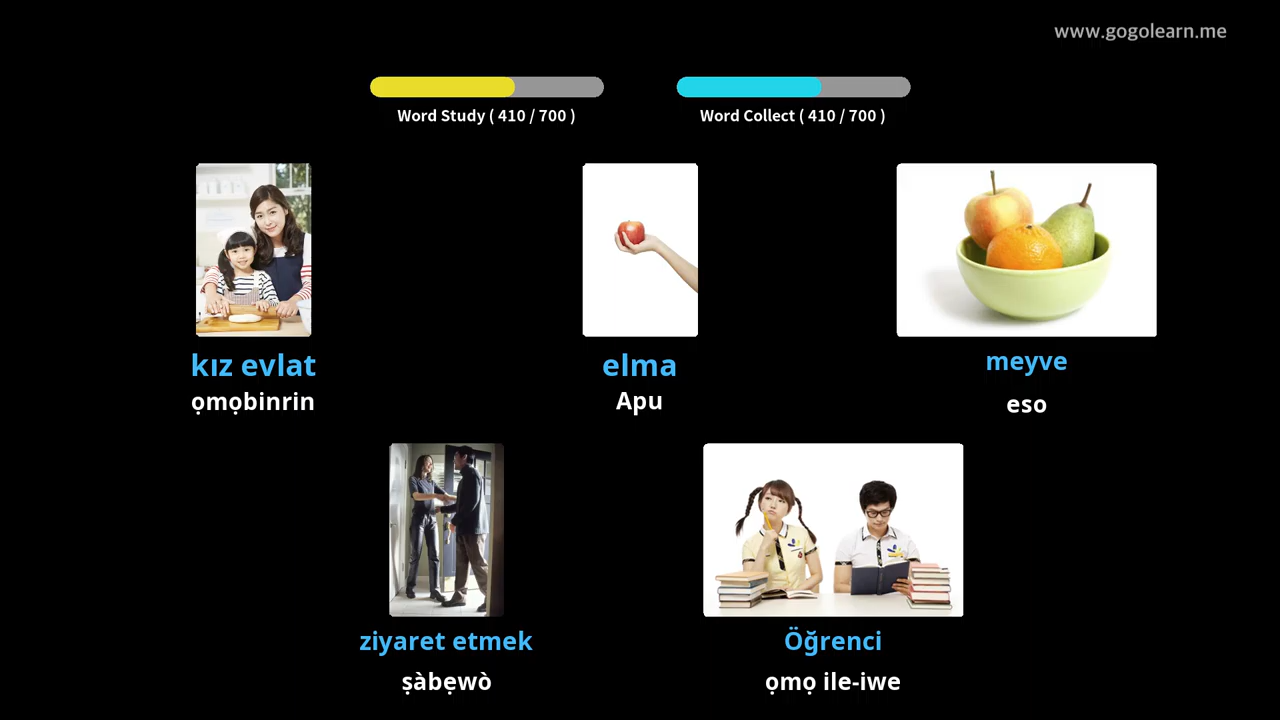 www.gogolearn.me
Word Study ( 410 / 700 )
Word Collect ( 410 / 700 )
kız evlat
ọmọbinrin
elma
Apu
meyve
eso
ziyaret etmek
ṣàbẹwò
Öğrenci
ọmọ ile-iwe